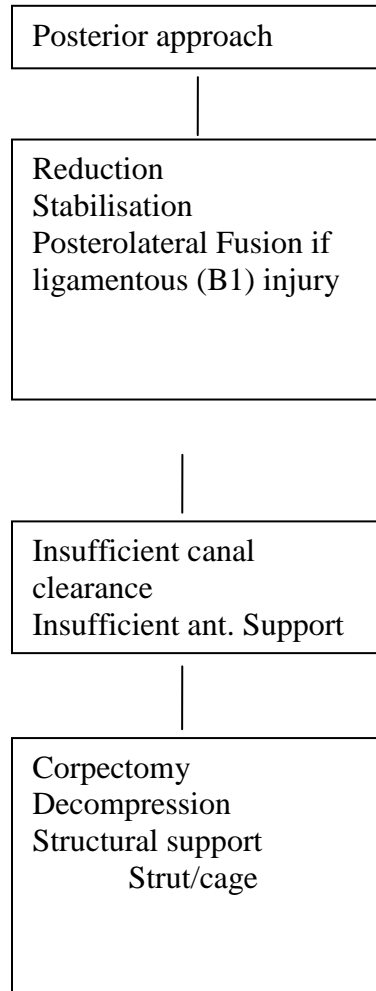 Posterior approach
Reduction
Stabilisation
Posterolateral Fusion if
ligamentous (B1) injury
Insufficient canal
clearance
Insufficient ant. Support
Corpectomy
Decompression
Structural support
Strut/cage